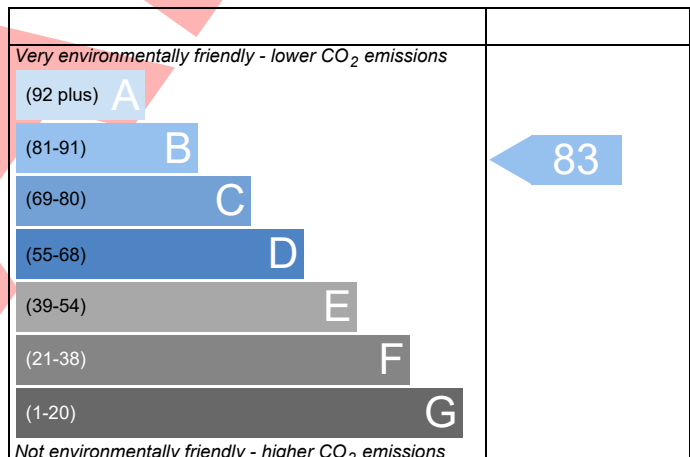 Very environmentally friendly - lower CO2 emissions
(92 plus) A
(81-91) B
83
(69-80) C
(55-68) D
(39-54) E
(21-38) F
(1-20) G
Not environmentally friendly - higher CO2 emissions